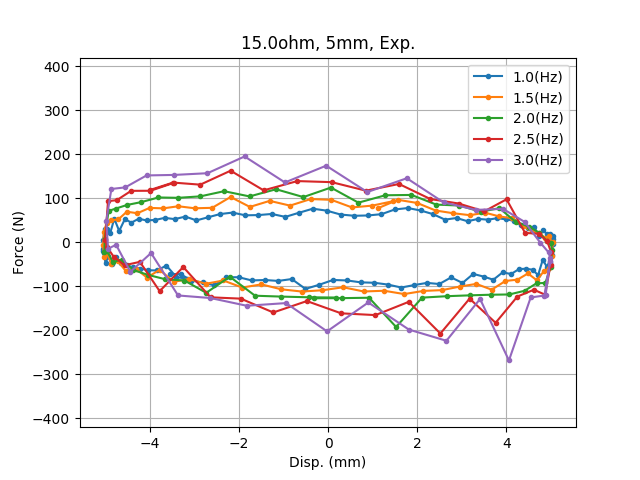 15.0ohm, 5mm, Exp.
400
300
200
100
0
−100
−200
−300
−400
Force (N)
−4
−2
0
2
4
Disp. (mm)
1.0(Hz)
1.5(Hz)
2.0(Hz)
2.5(Hz)
3.0(Hz)